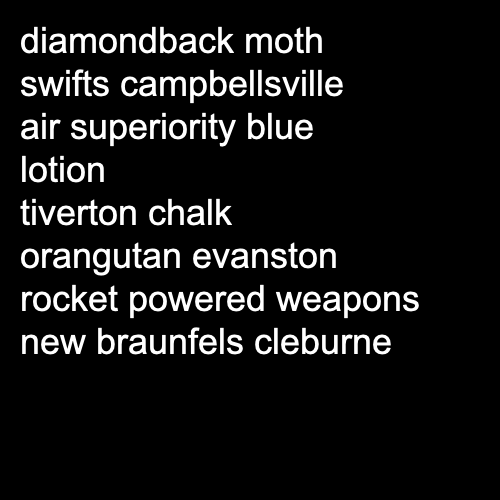 diamondback moth
swifts campbellsville
air superiority blue
lotion
tiverton chalk
orangutan evanston
rocket powered weapons
new braunfels cleburne